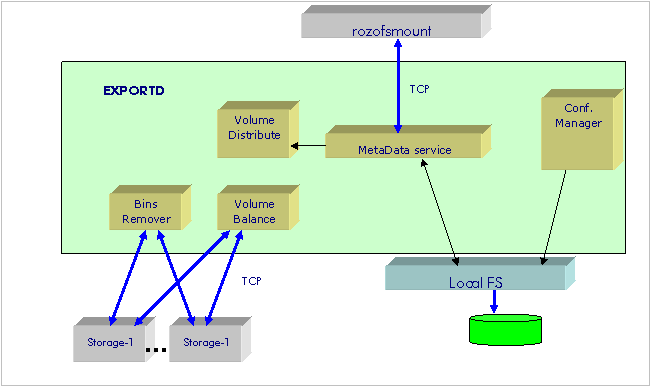 rozofsmount
EXPORTD
TCP
Volume
Distribute
MetaData service
Conf.
Manager
Bins
Remover
Volume
Balance
TCP
Local FS
Storage-1
...
Storage-1